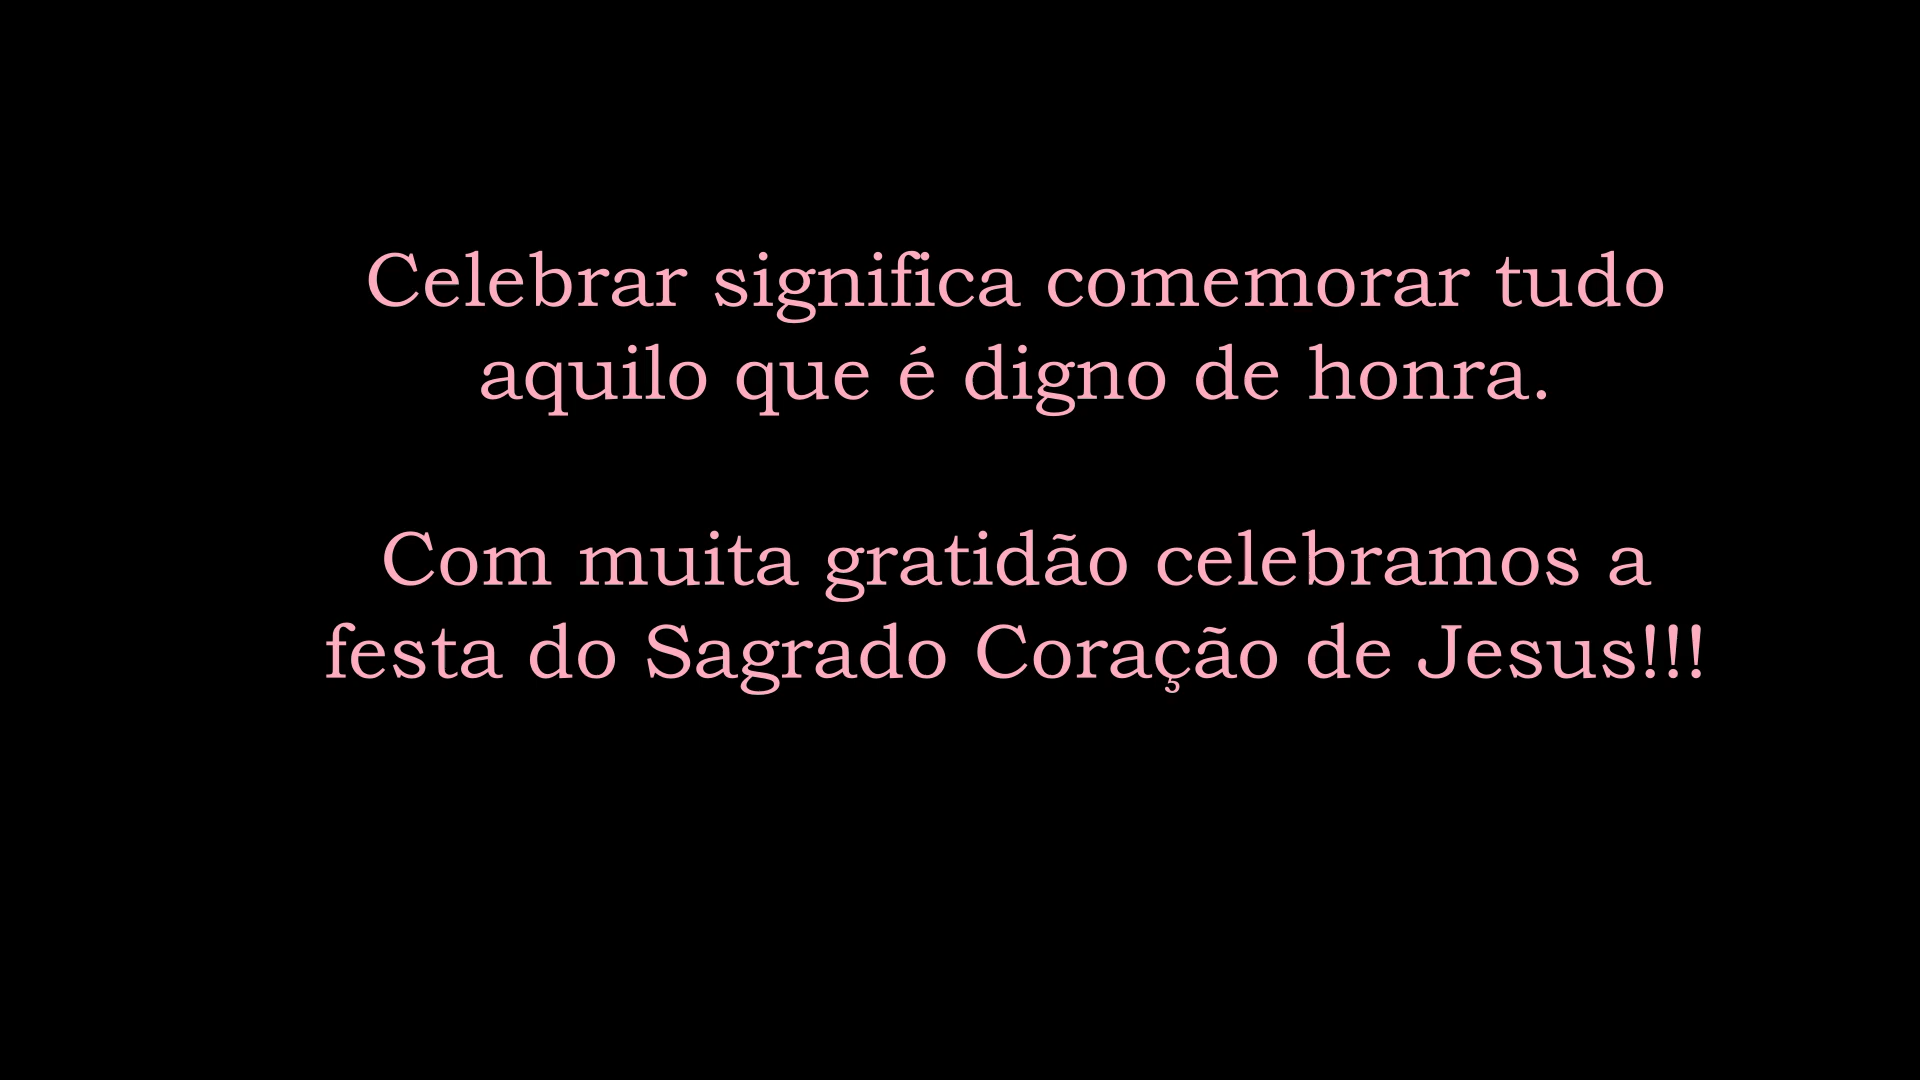 Celebrar significa comemorar tudo
aquilo que é digno de honra.
Com muita gratidão celebramos a
festa do Sagrado Coração de Jesus!!!